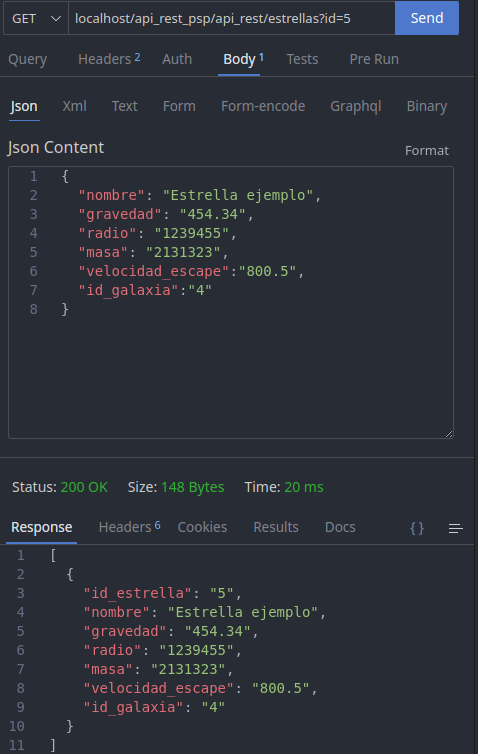 GET localhost/api_rest_psp/api_rest/estrellas?id=5 Send
Query Headers 2 Auth Body 1 Tests Pre Run
Json Xml Text Form Form-encode Graphql Binary
Json Content Format
1 {
2 "nombre": "Estrella ejemplo",
3 "gravedad": "454.34",
4 "radio": "1239455",
5 "masa": "2131323",
6 "velocidad_escape":"800.5",
7 "id_galaxia":"4"
8 }
Status: 200 OK Size: 148 Bytes Time: 20 ms
Response Headers 6 Cookies Results Docs { }
1 [
2 {
3 "id_estrella": "5",
4 "nombre": "Estrella ejemplo",
5 "gravedad": "454.34",
6 "radio": "1239455",
7 "masa": "2131323",
8 "velocidad_escape": "800.5",
9 "id_galaxia": "4"
10 }
11 ]